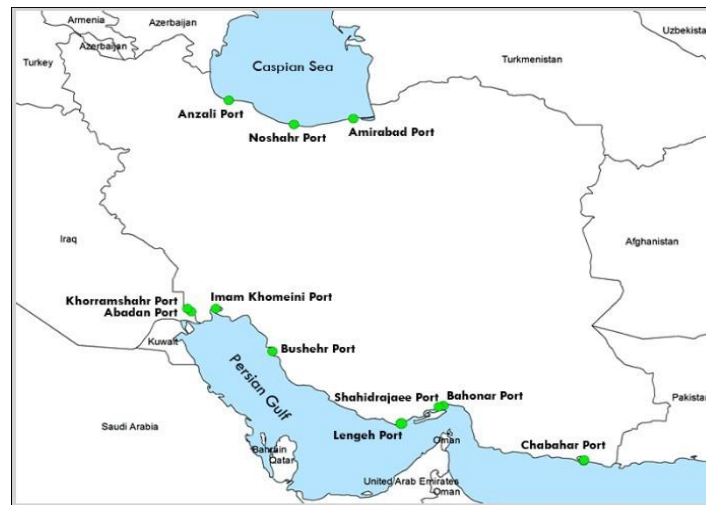 Armenia
Azerbaijan
Uzbekista
Azerbaijan
Turkey
Caspian Sea
Turkmenistan
Anzali Port
Noshahr Port
Amirabad Port
Iraq
Afghanistan
Khorramshahr Port
Imam Khomeini Port
Abadan Port
Kuwait
Bushehr Port
Persian Gulf
Shahidrajaee Port
Bahonar Port
Pakistan
Saudi Arabia
Lengeh Port
Oman
Chabahar Port
Bahrain
Qatar
United Arab Emirates
Oman